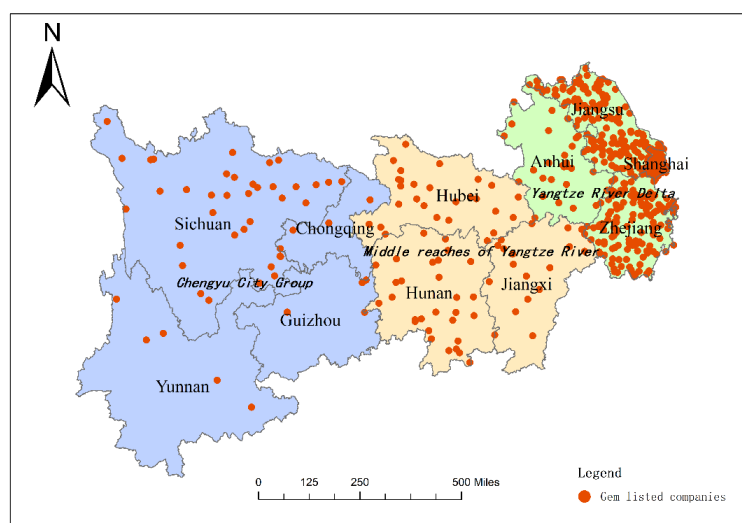 N
Jiangsu
Anhui
Shanghai
Hubei
Yangtze River Delta
Sichuan
Chongqing
Zhejiang
Middle reaches of Yangtze River
Chengyu City Group
Hunan
Jiangxi
Guizhou
Yunnan
Legend
0 125 250 500 Miles
Gem listed companies